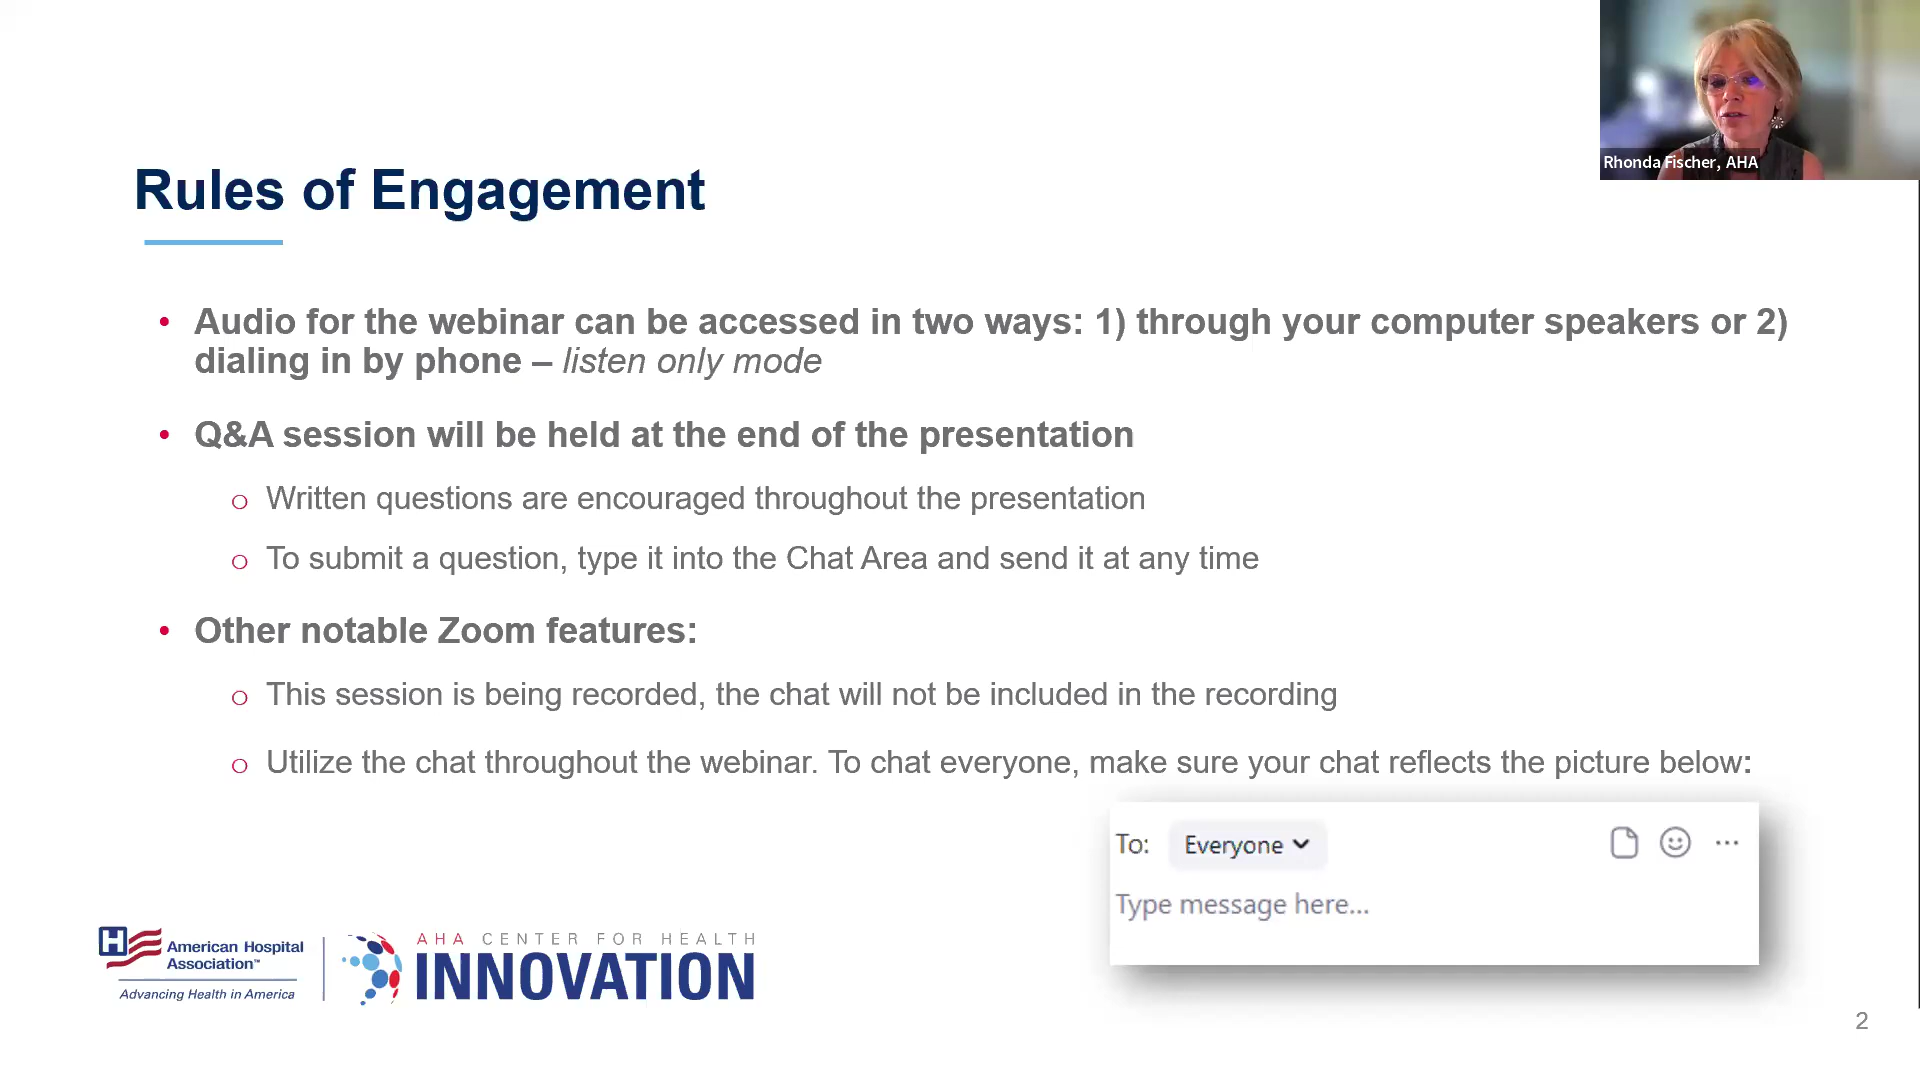 Rhonda Fischer, AHA
Rules of Engagement
• Audio for the webinar can be accessed in two ways: 1) through your computer speakers or 2)
dialing in by phone – listen only mode
• Q&A session will be held at the end of the presentation
o Written questions are encouraged throughout the presentation
o To submit a question, type it into the Chat Area and send it at any time
• Other notable Zoom features:
o This session is being recorded, the chat will not be included in the recording
o Utilize the chat throughout the webinar. To chat everyone, make sure your chat reflects the picture below:
To: Everyone
Type message here...
H American Hospital
Association™
Advancing Health in America
AHA CENTER FOR HEALTH
INNOVATION
2